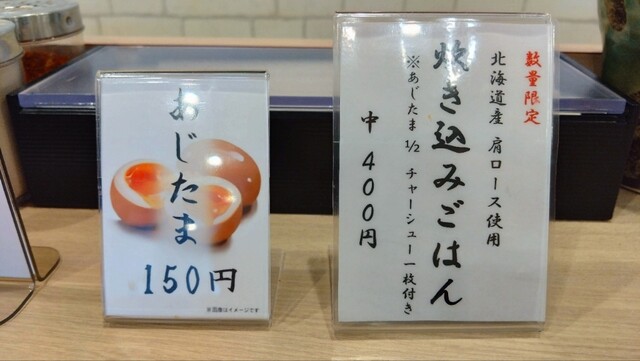 あじたま
150円
※画像はイメージです
数量限定
北海道産 肩ロース使用
炊き込みごはん
※あじたま 1/2 チャーシュー一枚付き
中 400円